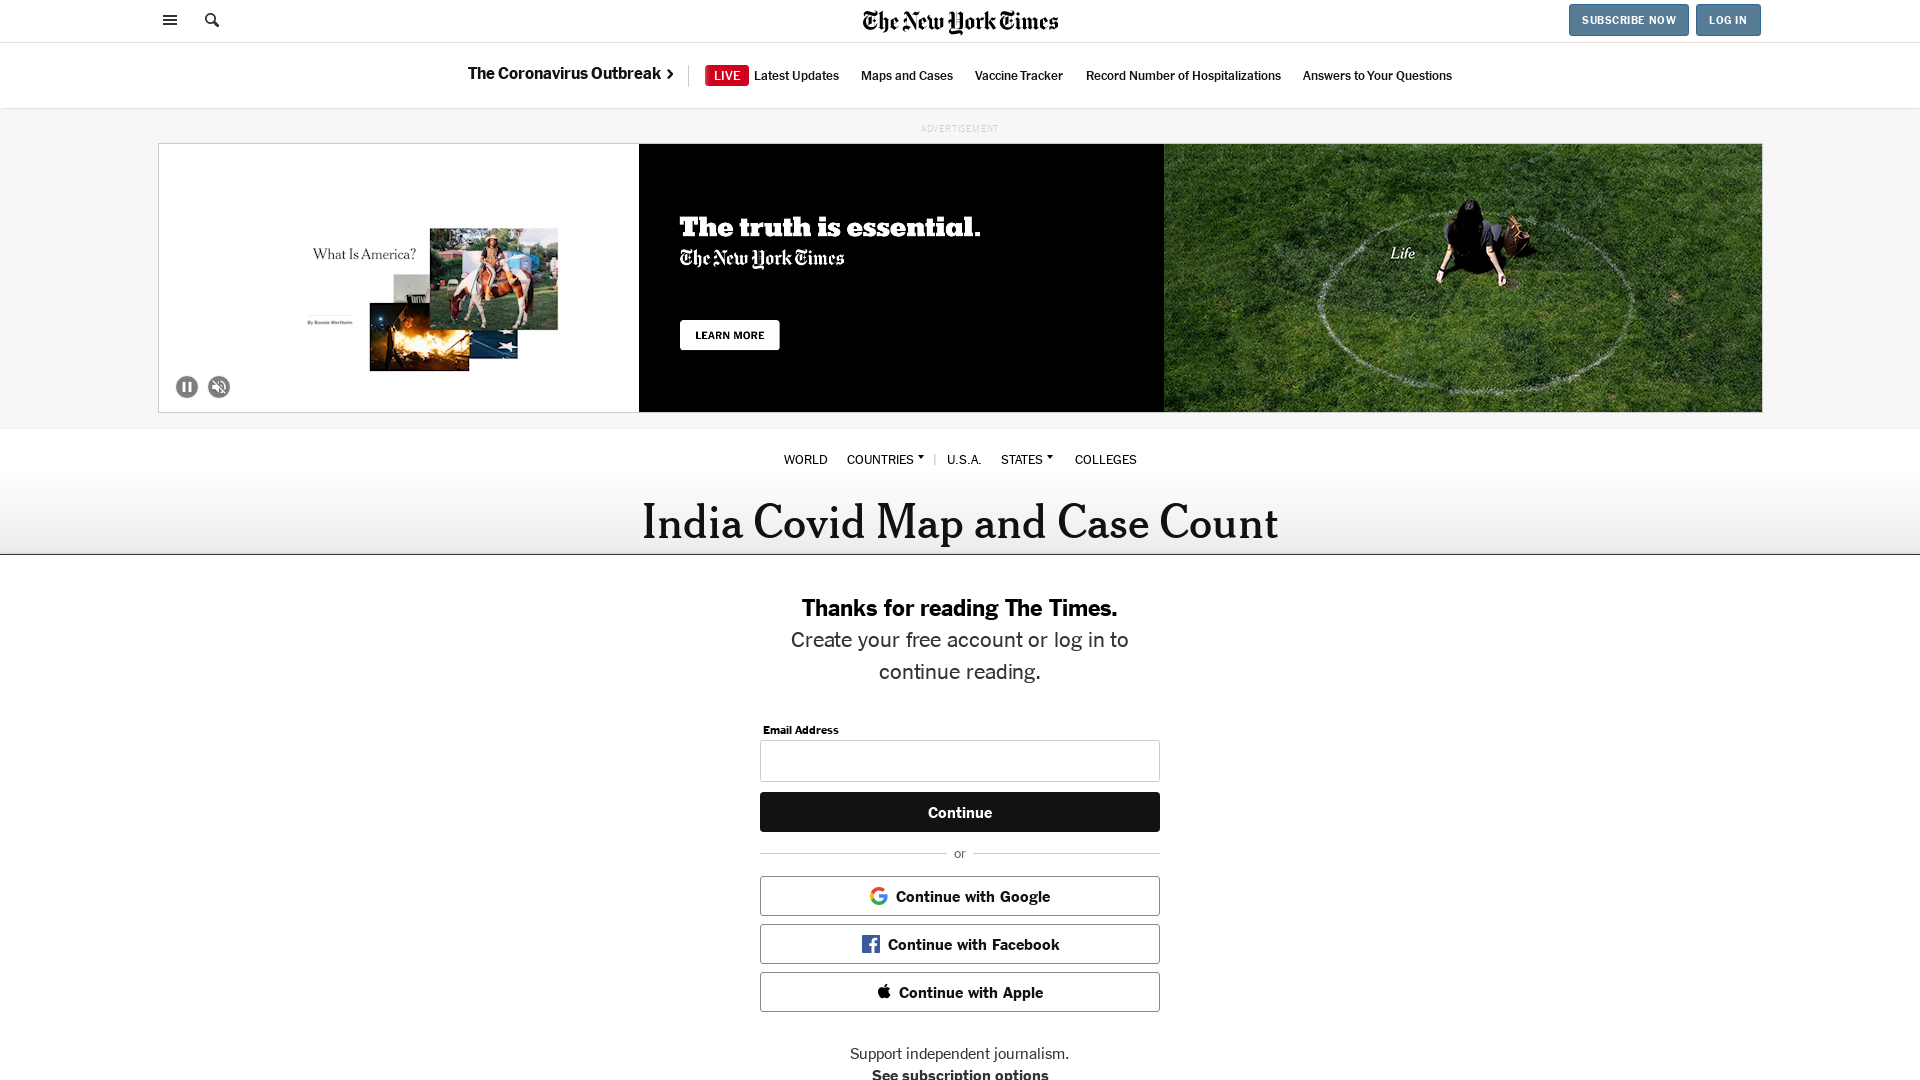 The New York Times
SUBSCRIBE NOW
LOG IN
The Coronavirus Outbreak
LIVE Latest Updates
Maps and Cases
Vaccine Tracker
Record Number of Hospitalizations
Answers to Your Questions
ADVERTISEMENT
What Is America?
By Bonnie Wertheim
The truth is essential.
The New York Times
LEARN MORE
Life
WORLD
COUNTRIES
U.S.A.
STATES
COLLEGES
India Covid Map and Case Count
Thanks for reading The Times.
Create your free account or log in to
continue reading.
Email Address
Continue
or
Continue with Google
Continue with Facebook
Continue with Apple
Support independent journalism.
See subscription options